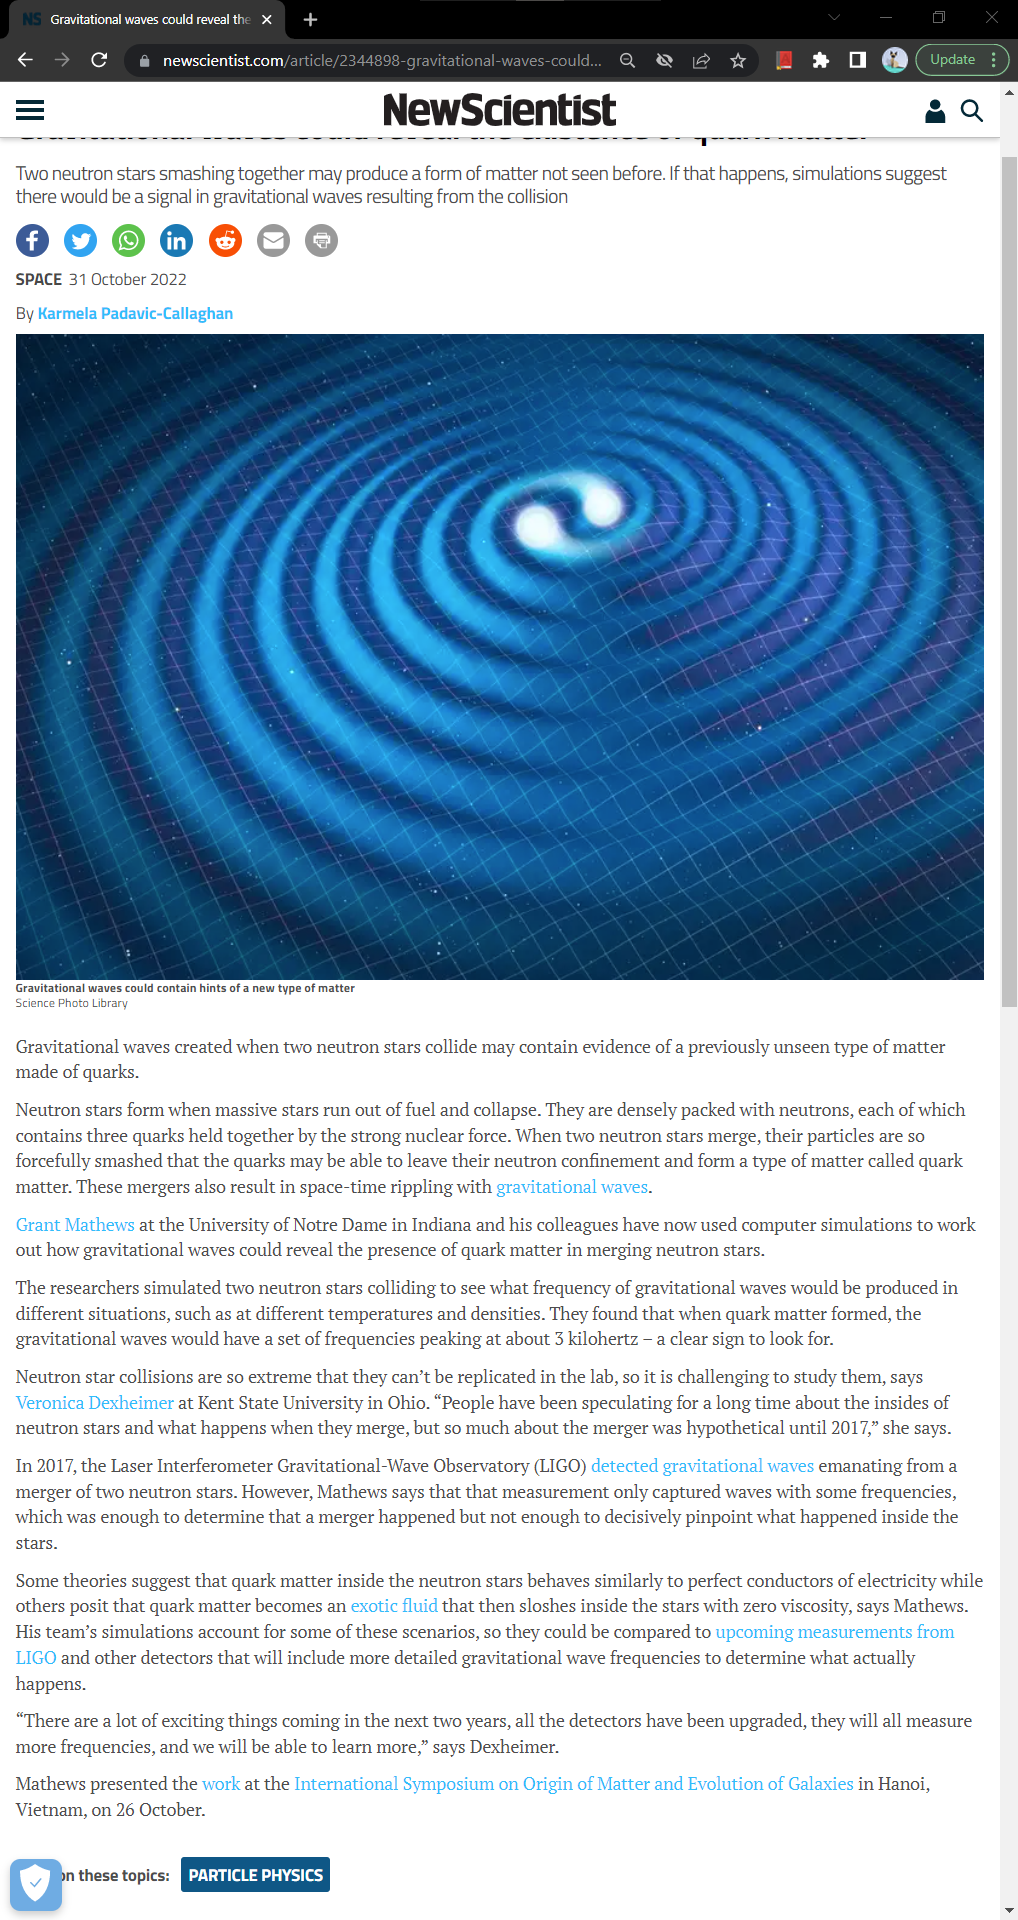 NS Gravitational waves could reveal the
newscientist.com/article/2344898-gravitational-waves-could...
Update
NewScientist
Gravitational waves could reveal the existence of quark matter
Two neutron stars smashing together may produce a form of matter not seen before. If that happens, simulations suggest
there would be a signal in gravitational waves resulting from the collision
SPACE 31 October 2022
By Karmela Padavic-Callaghan
Gravitational waves could contain hints of a new type of matter
Science Photo Library
Gravitational waves created when two neutron stars collide may contain evidence of a previously unseen type of matter
made of quarks.
Neutron stars form when massive stars run out of fuel and collapse. They are densely packed with neutrons, each of which
contains three quarks held together by the strong nuclear force. When two neutron stars merge, their particles are so
forcefully smashed that the quarks may be able to leave their neutron confinement and form a type of matter called quark
matter. These mergers also result in space-time rippling with gravitational waves.
Grant Mathews at the University of Notre Dame in Indiana and his colleagues have now used computer simulations to work
out how gravitational waves could reveal the presence of quark matter in merging neutron stars.
The researchers simulated two neutron stars colliding to see what frequency of gravitational waves would be produced in
different situations, such as at different temperatures and densities. They found that when quark matter formed, the
gravitational waves would have a set of frequencies peaking at about 3 kilohertz – a clear sign to look for.
Neutron star collisions are so extreme that they can’t be replicated in the lab, so it is challenging to study them, says
Veronica Dexheimer at Kent State University in Ohio. “People have been speculating for a long time about the insides of
neutron stars and what happens when they merge, but so much about the merger was hypothetical until 2017,” she says.
In 2017, the Laser Interferometer Gravitational-Wave Observatory (LIGO) detected gravitational waves emanating from a
merger of two neutron stars. However, Mathews says that that measurement only captured waves with some frequencies,
which was enough to determine that a merger happened but not enough to decisively pinpoint what happened inside the
stars.
Some theories suggest that quark matter inside the neutron stars behaves similarly to perfect conductors of electricity while
others posit that quark matter becomes an exotic fluid that then sloshes inside the stars with zero viscosity, says Mathews.
His team’s simulations account for some of these scenarios, so they could be compared to upcoming measurements from
LIGO and other detectors that will include more detailed gravitational wave frequencies to determine what actually
happens.
“There are a lot of exciting things coming in the next two years, all the detectors have been upgraded, they will all measure
more frequencies, and we will be able to learn more,” says Dexheimer.
Mathews presented the work at the International Symposium on Origin of Matter and Evolution of Galaxies in Hanoi,
Vietnam, on 26 October.
on these topics: PARTICLE PHYSICS